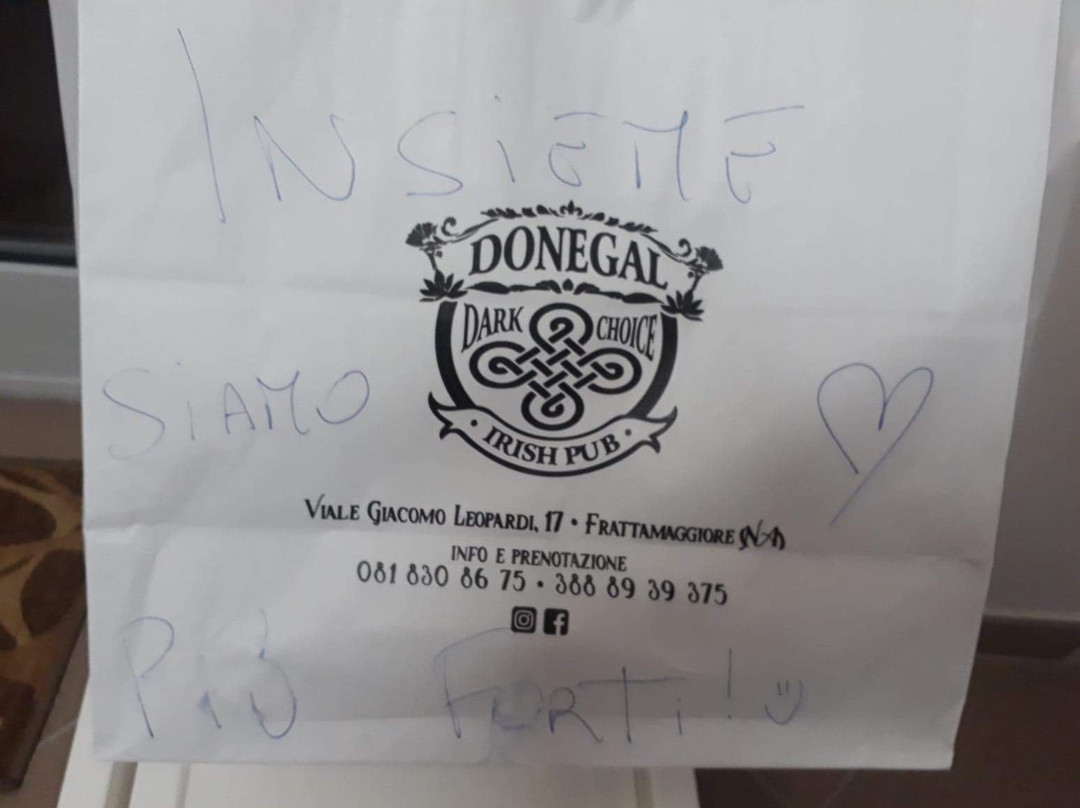 INSIEME
DONEGAL
DARK CHOICE
IRISH PUB
SIAMO
VIALE GIACOMO LEOPARDI, 17 • FRATTAMAGGIORE (NA)
INFO E PRENOTAZIONE
081 830 86 75 • 388 89 39 375
PIÙ FORTI!